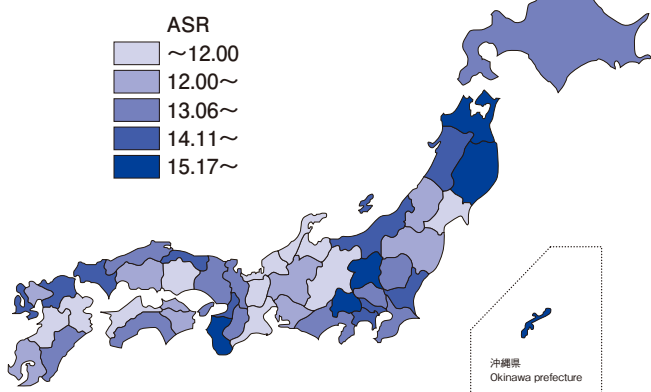 ASR
～12.00
12.00～
13.06～
14.11～
15.17～
沖縄県
Okinawa prefecture